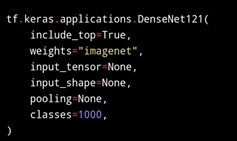 tf.keras.applications.DenseNet121(
    include_top=True,
    weights="imagenet",
    input_tensor=None,
    input_shape=None,
    pooling=None,
    classes=1000,
)